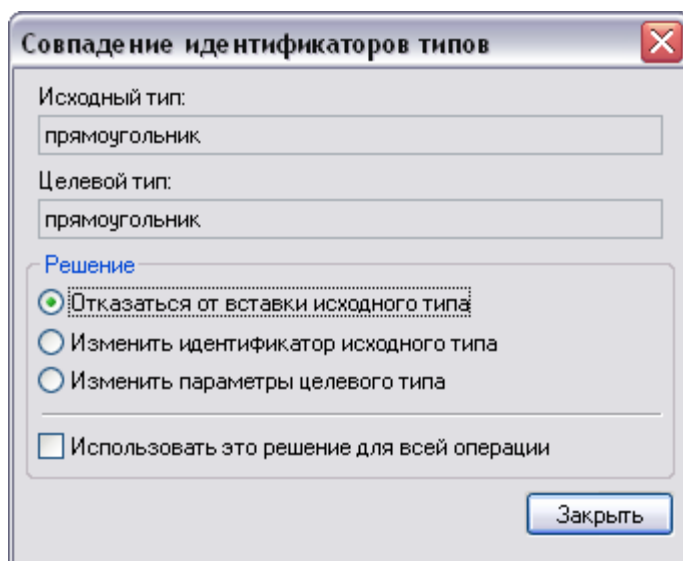 Совпадение идентификаторов типов
Исходный тип:
прямоугольник
Целевой тип:
прямоугольник
Решение
Отказаться от вставки исходного типа
Изменить идентификатор исходного типа
Изменить параметры целевого типа
Использовать это решение для всей операции
Закрыть